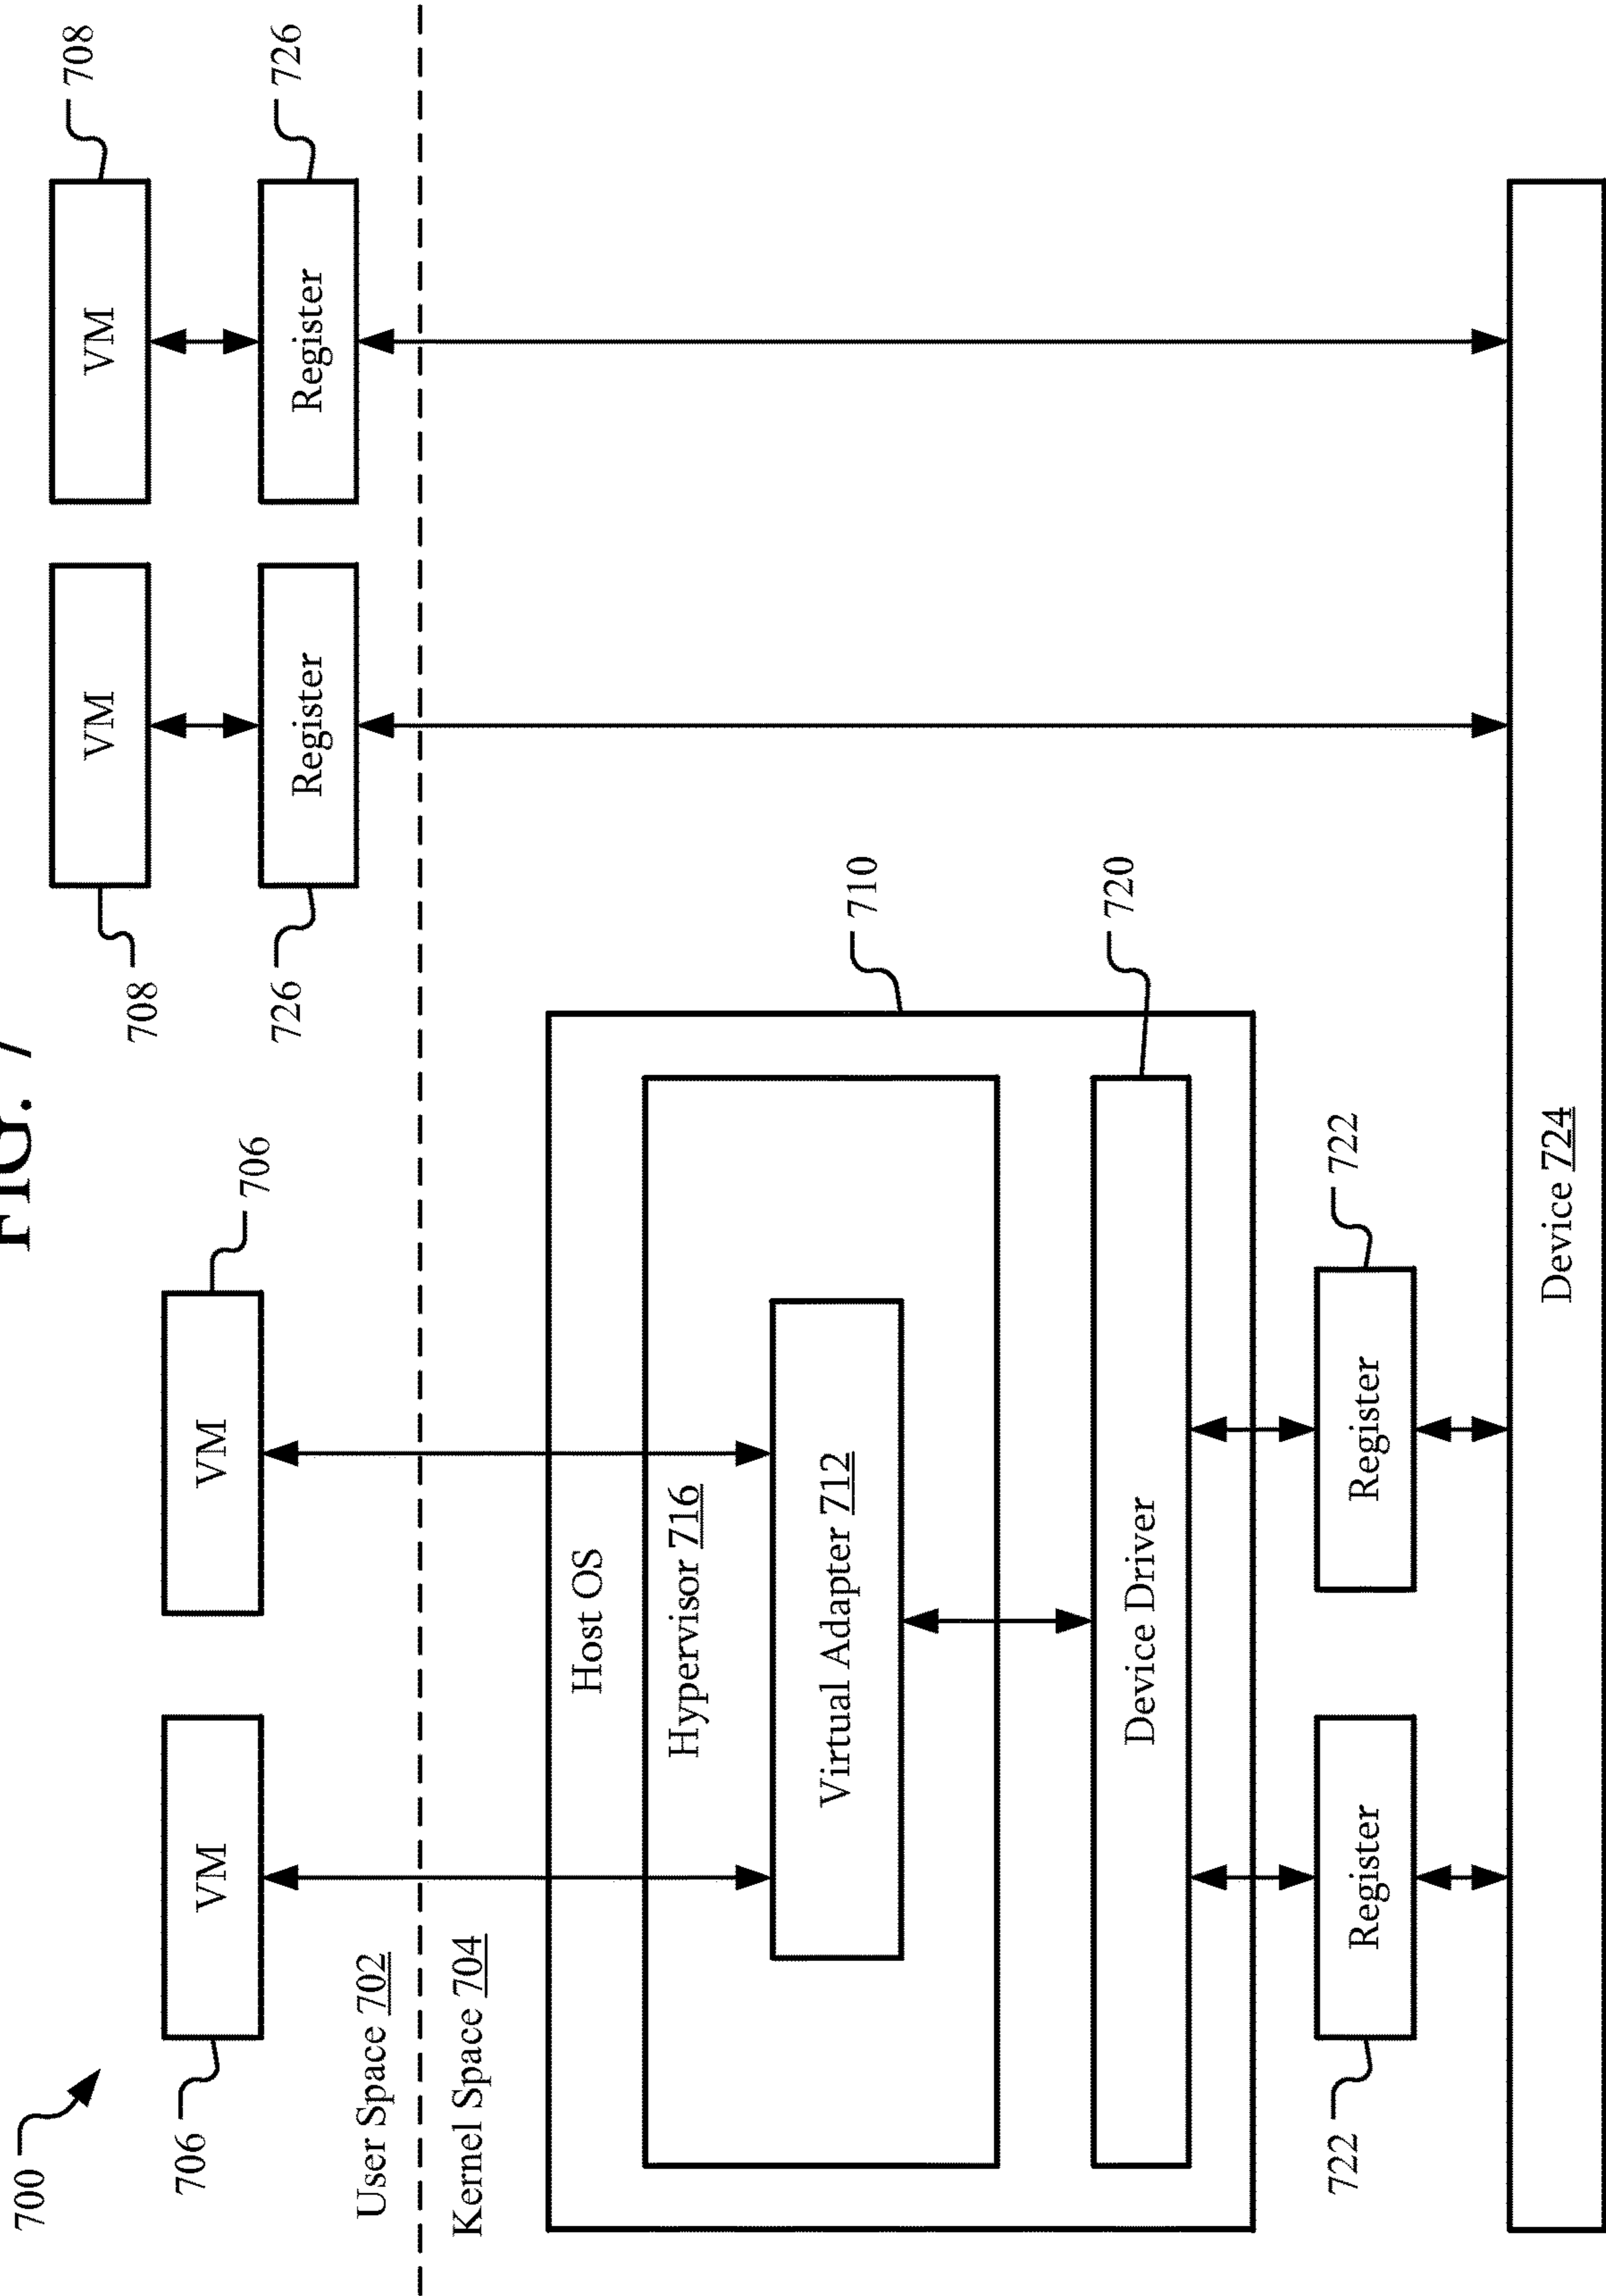 FIG. 7
700
708
VM
VM
708
706
VM
VM
706
726
Register
Register
726
User Space 702
Kernel Space 704
Host OS
710
Hypervisor 716
Virtual Adapter 712
Device Driver
720
722
Register
Register
722
Device 724